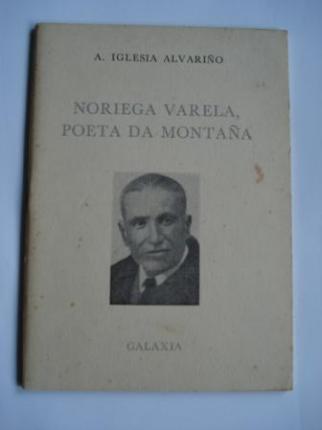 A. IGLESIA ALVARIÑO
NORIEGA VARELA,
POETA DA MONTAÑA
GALAXIA